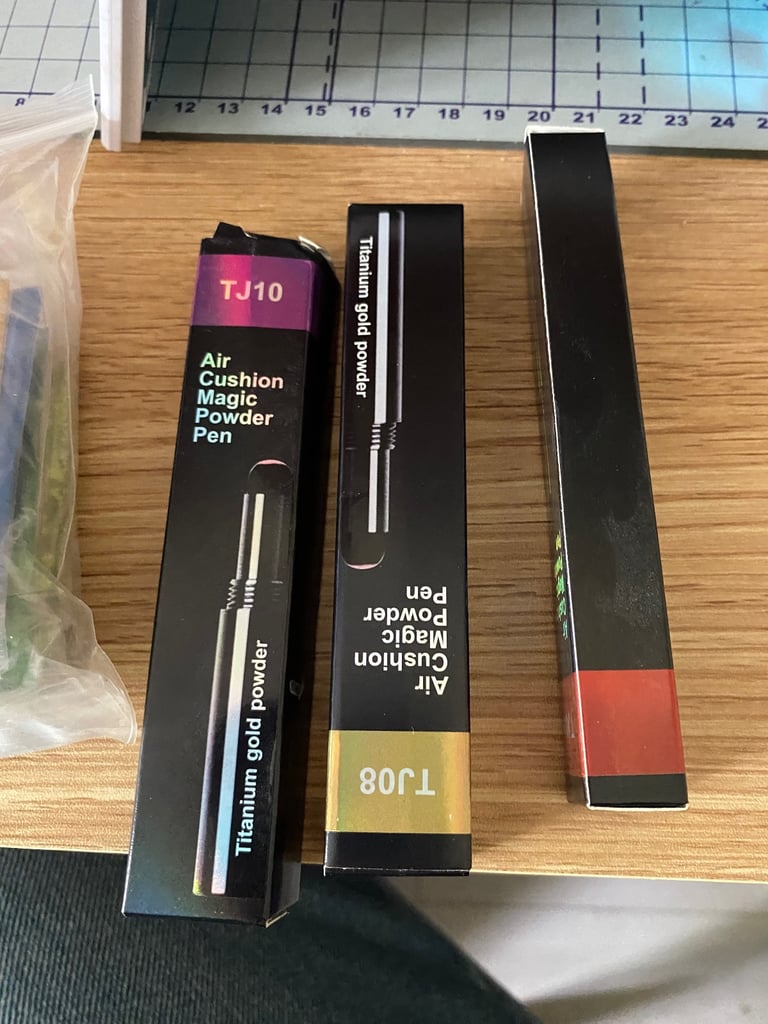 8
12 13 14 15 16 17 18 19 20 21 22 23 24
TJ10
Air
Cushion
Magic
Powder
Pen
Titanium gold powder
Titanium gold powder
Air
Cushion
Magic
Powder
Pen
TJ08